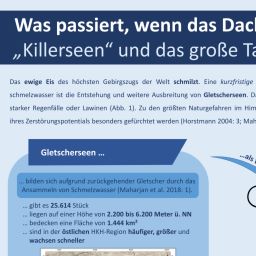 Was passiert, wenn das Dac
„Killerseen“ und das große Ta
Das ewige Eis des höchsten Gebirgszugs der Welt schmilzt. Eine kurzfristige
schmelzwasser ist die Entstehung und weitere Ausbreitung von Gletscherseen. Da
starker Regenfälle oder Lawinen (Abb. 1). Zu den größten Naturgefahren im Him
ihres Zerstörungspotentials besonders gefürchtet werden (Horstmann 2004: 3; Mah
Gletscherseen ...
...als
... bilden sich aufgrund zurückgehender Gletscher durch das
Ansammeln von Schmelzwasser (Maharjan et al. 2018: 1).
... gibt es 25.614 Stück
... liegen auf einer Höhe von 2.200 bis 6.200 Meter ü. NN
... bedecken eine Fläche von 1.444 km²
... sind in der östlichen HKH-Region häufiger, größer und
wachsen schneller